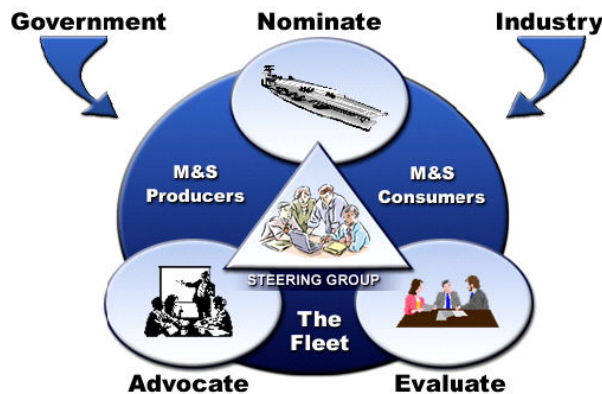 Government
Nominate
Industry
M&S
Producers
M&S
Consumers
STEERING GROUP
The
Fleet
Advocate
Evaluate